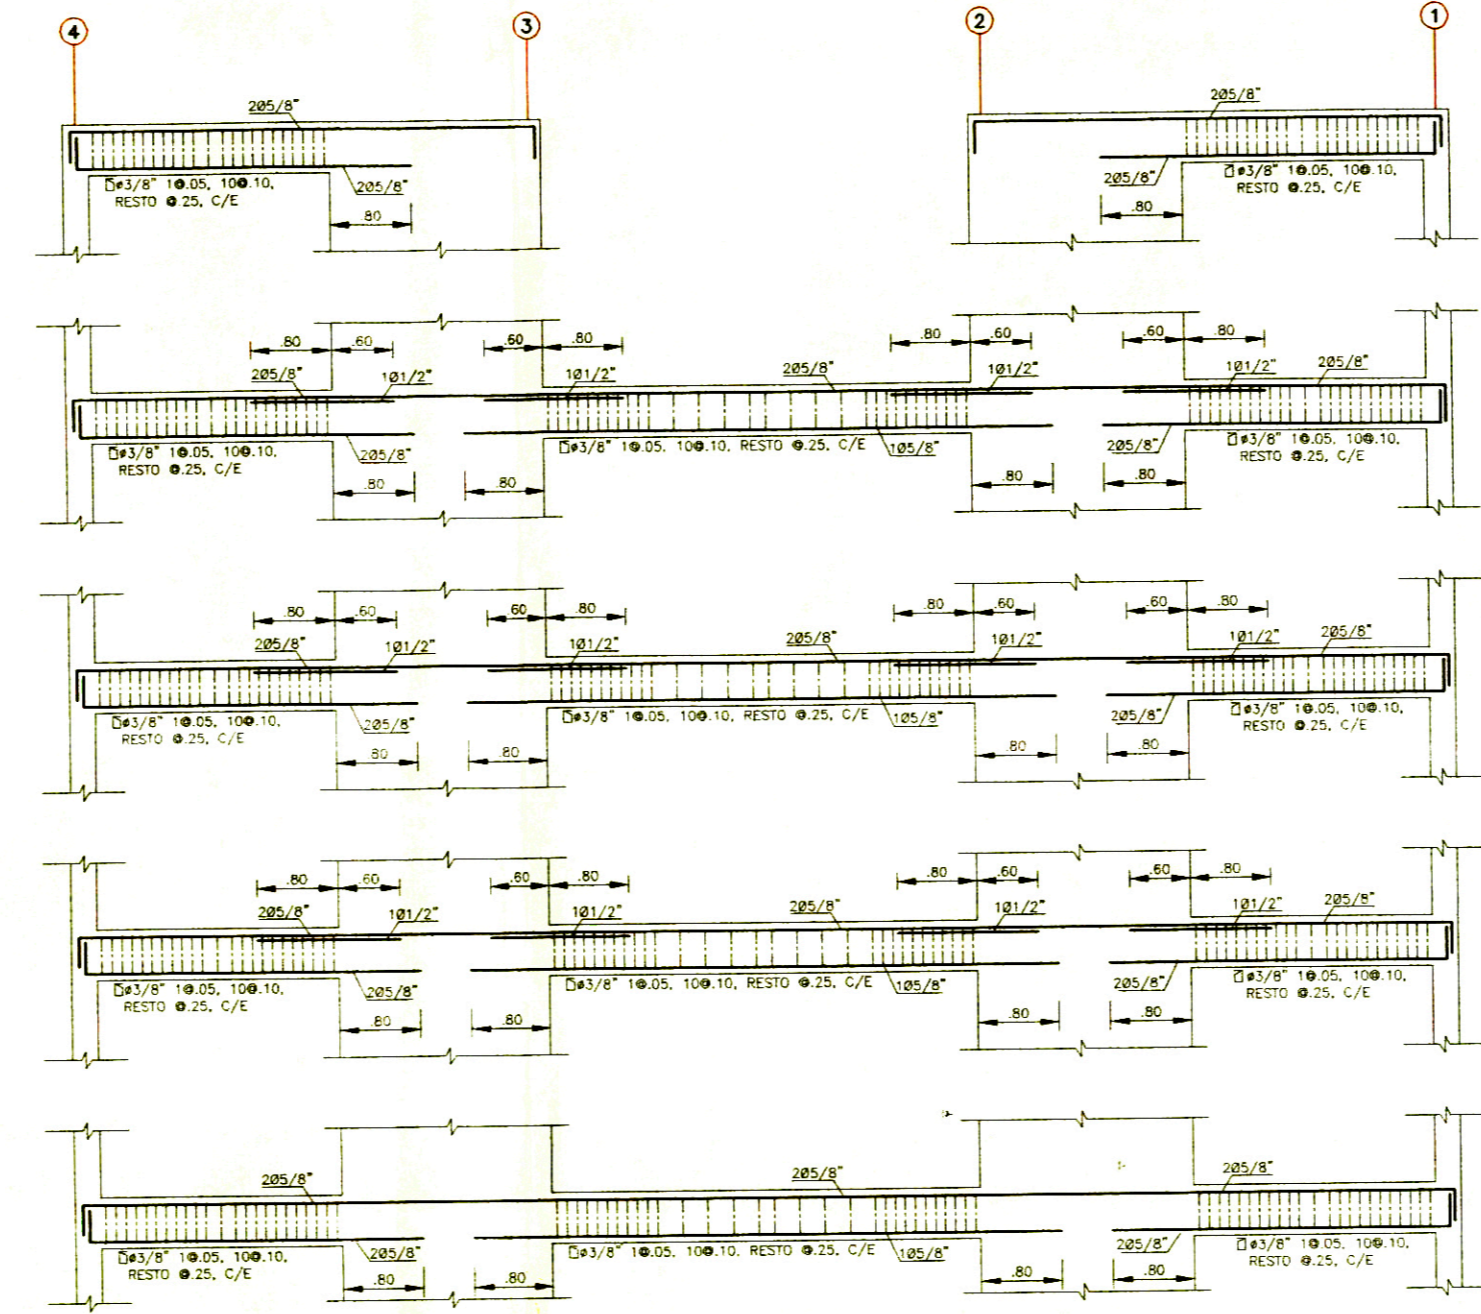 4 3 2 1
2Ø5/8" 2Ø5/8"
2Ø5/8" 2Ø5/8"
ø3/8" 1@.05, 10@.10, ø3/8" 1@.05, 10@.10,
RESTO @.25, C/E RESTO @.25, C/E
.80 .80
.80 .60 .60 .80 .80 .60 .60 .80
2Ø5/8" 1Ø1/2" 1Ø1/2" 2Ø5/8" 1Ø1/2" 1Ø1/2" 2Ø5/8"
ø3/8" 1@.05, 10@.10, ø3/8" 1@.05, 10@.10, RESTO @.25, C/E 1Ø5/8" ø3/8" 1@.05, 10@.10,
RESTO @.25, C/E 2Ø5/8" 2Ø5/8" RESTO @.25, C/E
.80 .80 .80 .80
.80 .60 .60 .80 .80 .60 .60 .80
2Ø5/8" 1Ø1/2" 1Ø1/2" 2Ø5/8" 1Ø1/2" 1Ø1/2" 2Ø5/8"
ø3/8" 1@.05, 10@.10, ø3/8" 1@.05, 10@.10, RESTO @.25, C/E 1Ø5/8" 2Ø5/8" ø3/8" 1@.05, 10@.10,
RESTO @.25, C/E 2Ø5/8" RESTO @.25, C/E
.80 .80 .80 .80
.80 .60 .60 .80 .80 .60 .60 .80
2Ø5/8" 1Ø1/2" 1Ø1/2" 2Ø5/8" 1Ø1/2" 1Ø1/2" 2Ø5/8"
ø3/8" 1@.05, 10@.10, ø3/8" 1@.05, 10@.10, RESTO @.25, C/E 1Ø5/8" 2Ø5/8" ø3/8" 1@.05, 10@.10,
RESTO @.25, C/E 2Ø5/8" RESTO @.25, C/E
.80 .80 .80 .80
2Ø5/8" 2Ø5/8" 2Ø5/8"
ø3/8" 1@.05, 10@.10, 2Ø5/8" ø3/8" 1@.05, 10@.10, RESTO @.25, C/E 1Ø5/8" 2Ø5/8" ø3/8" 1@.05, 10@.10,
RESTO @.25, C/E RESTO @.25, C/E
.80 .80 .80 .80